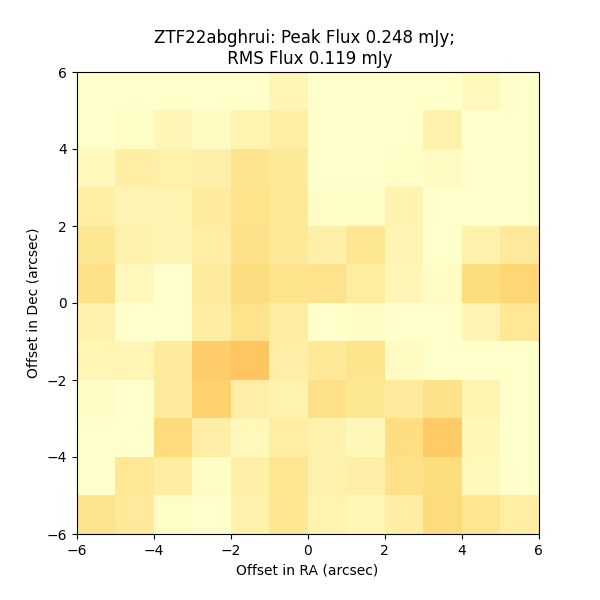 ZTF22abghrui: Peak Flux 0.248 mJy;
RMS Flux 0.119 mJy
6
4
2
0
−2
−4
−6
Offset in Dec (arcsec)
−6 −4 −2 0 2 4 6
Offset in RA (arcsec)